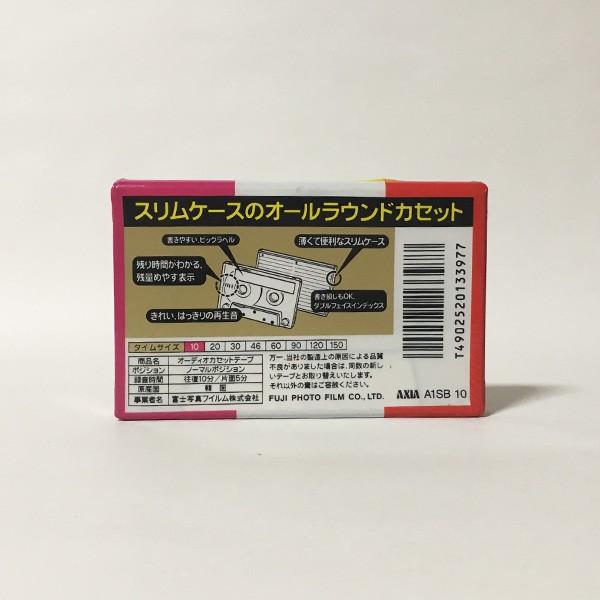 スリムケースのオールラウンドカセット
書きやすい、ビックラベル
薄くて便利なスリムケース
残り時間がわかる、
残量めやす表示
書き損じもOK、
ダブルフェイスインデックス
きれい、はっきりの再生音
タイムサイズ 10 20 30 46 60 90 120 150
商品名 オーディオカセットテープ
ポジション ノーマルポジション
録音時間 往復10分/片面5分
原産国 韓国
事業者名 富士写真フイルム株式会社
万一、当社の製造上の原因による品質
不良がありました場合は、同数の新し
いテープとお取り替えいたします。
それ以外の責はご容赦ください。
FUJI PHOTO FILM CO., LTD.
AXIA A1SB 10
T4902520133977